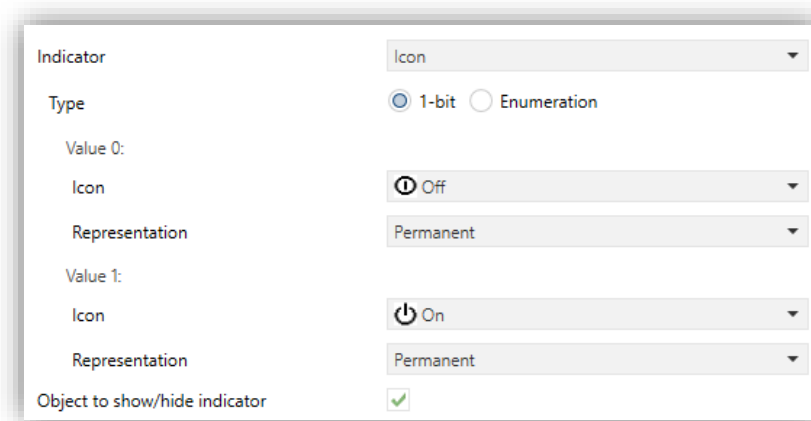 Indicator Icon
Type 1-bit Enumeration
Value 0:
Icon Off
Representation Permanent
Value 1:
Icon On
Representation Permanent
Object to show/hide indicator